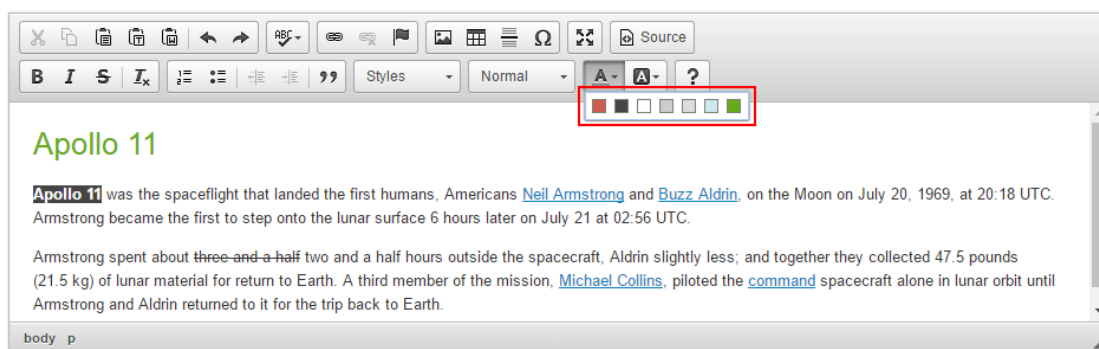 ABC
Ω
Source
B I S Ix
Styles
Normal
A
A
?
Apollo 11
Apollo 11 was the spaceflight that landed the first humans, Americans Neil Armstrong and Buzz Aldrin, on the Moon on July 20, 1969, at 20:18 UTC.
Armstrong became the first to step onto the lunar surface 6 hours later on July 21 at 02:56 UTC.
Armstrong spent about three and a half two and a half hours outside the spacecraft, Aldrin slightly less; and together they collected 47.5 pounds
(21.5 kg) of lunar material for return to Earth. A third member of the mission, Michael Collins, piloted the command spacecraft alone in lunar orbit until
Armstrong and Aldrin returned to it for the trip back to Earth.
body p